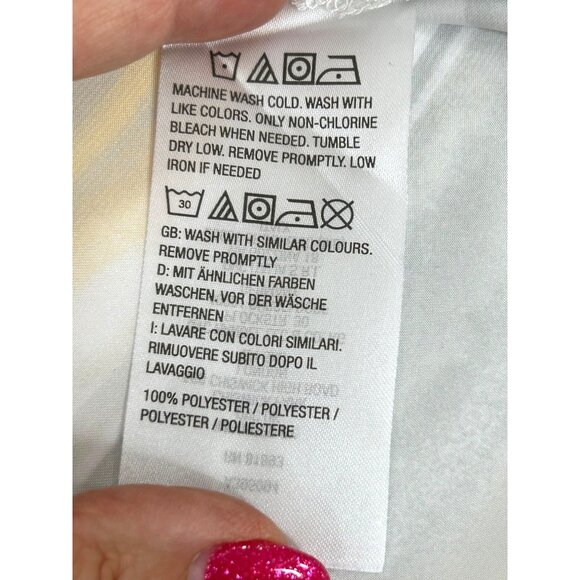 MACHINE WASH COLD. WASH WITH
LIKE COLORS. ONLY NON-CHLORINE
BLEACH WHEN NEEDED. TUMBLE
DRY LOW. REMOVE PROMPTLY. LOW
IRON IF NEEDED
30
GB: WASH WITH SIMILAR COLOURS.
REMOVE PROMPTLY
D: MIT ÄHNLICHEN FARBEN
WASCHEN, VOR DER WÄSCHE
ENTFERNEN
I: LAVARE CON COLORI SIMILARI.
RIMUOVERE SUBITO DOPO IL
LAVAGGIO
100% POLYESTER / POLYESTER /
POLYESTER / POLIESTERE